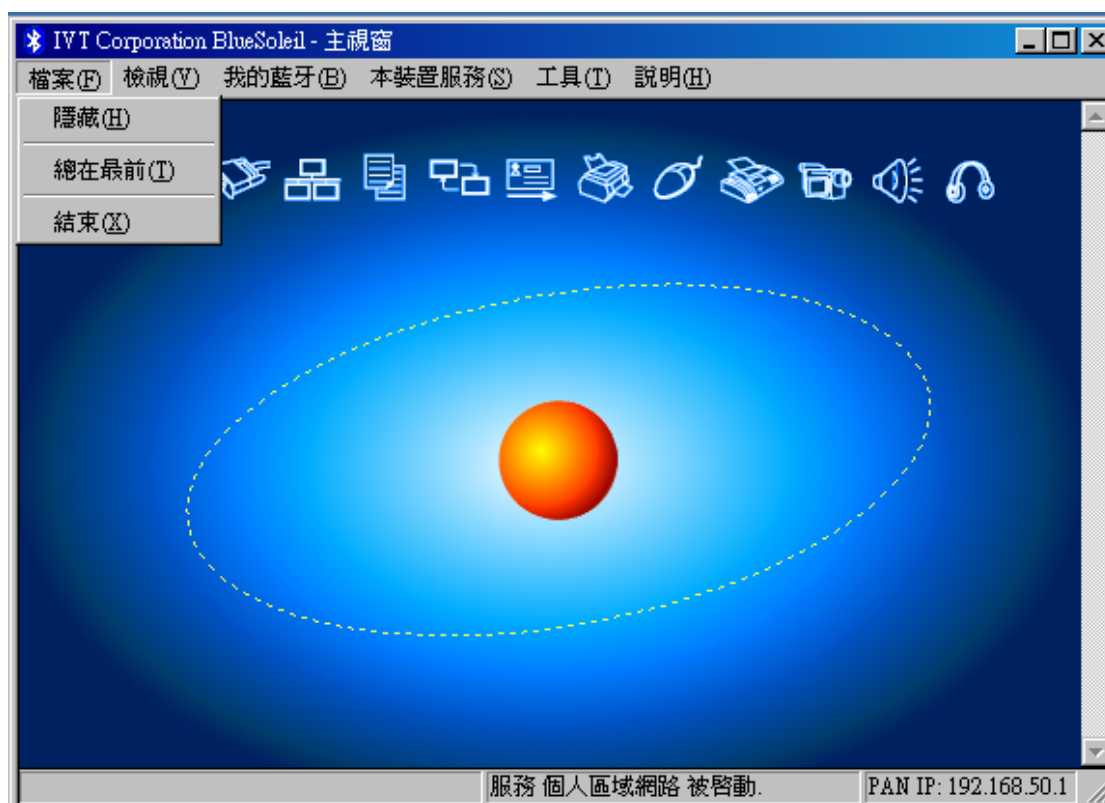 IVT Corporation BlueSoleil - 主視窗
檔案(F) 檢視(V) 我的藍牙(B) 本裝置服務(S) 工具(T) 說明(H)
隱藏(H)
總在最前(T)
結束(X)
服務 個人區域網路 被啓動. PAN IP: 192.168.50.1